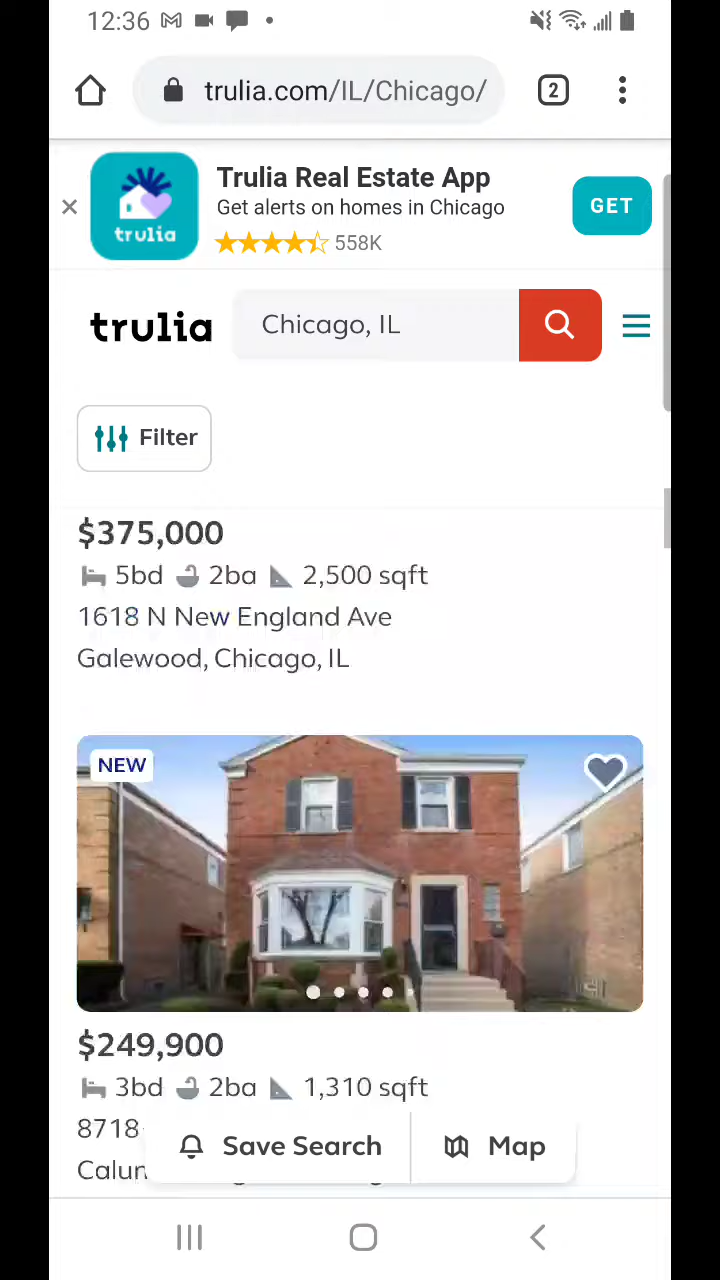 12:36
trulia.com/IL/Chicago/
2
Trulia Real Estate App
Get alerts on homes in Chicago
558K
GET
trulia
trulia
Chicago, IL
Filter
$375,000
5bd 2ba 2,500 sqft
1618 N New England Ave
Galewood, Chicago, IL
NEW
$249,900
3bd 2ba 1,310 sqft
8718
Save Search
Map